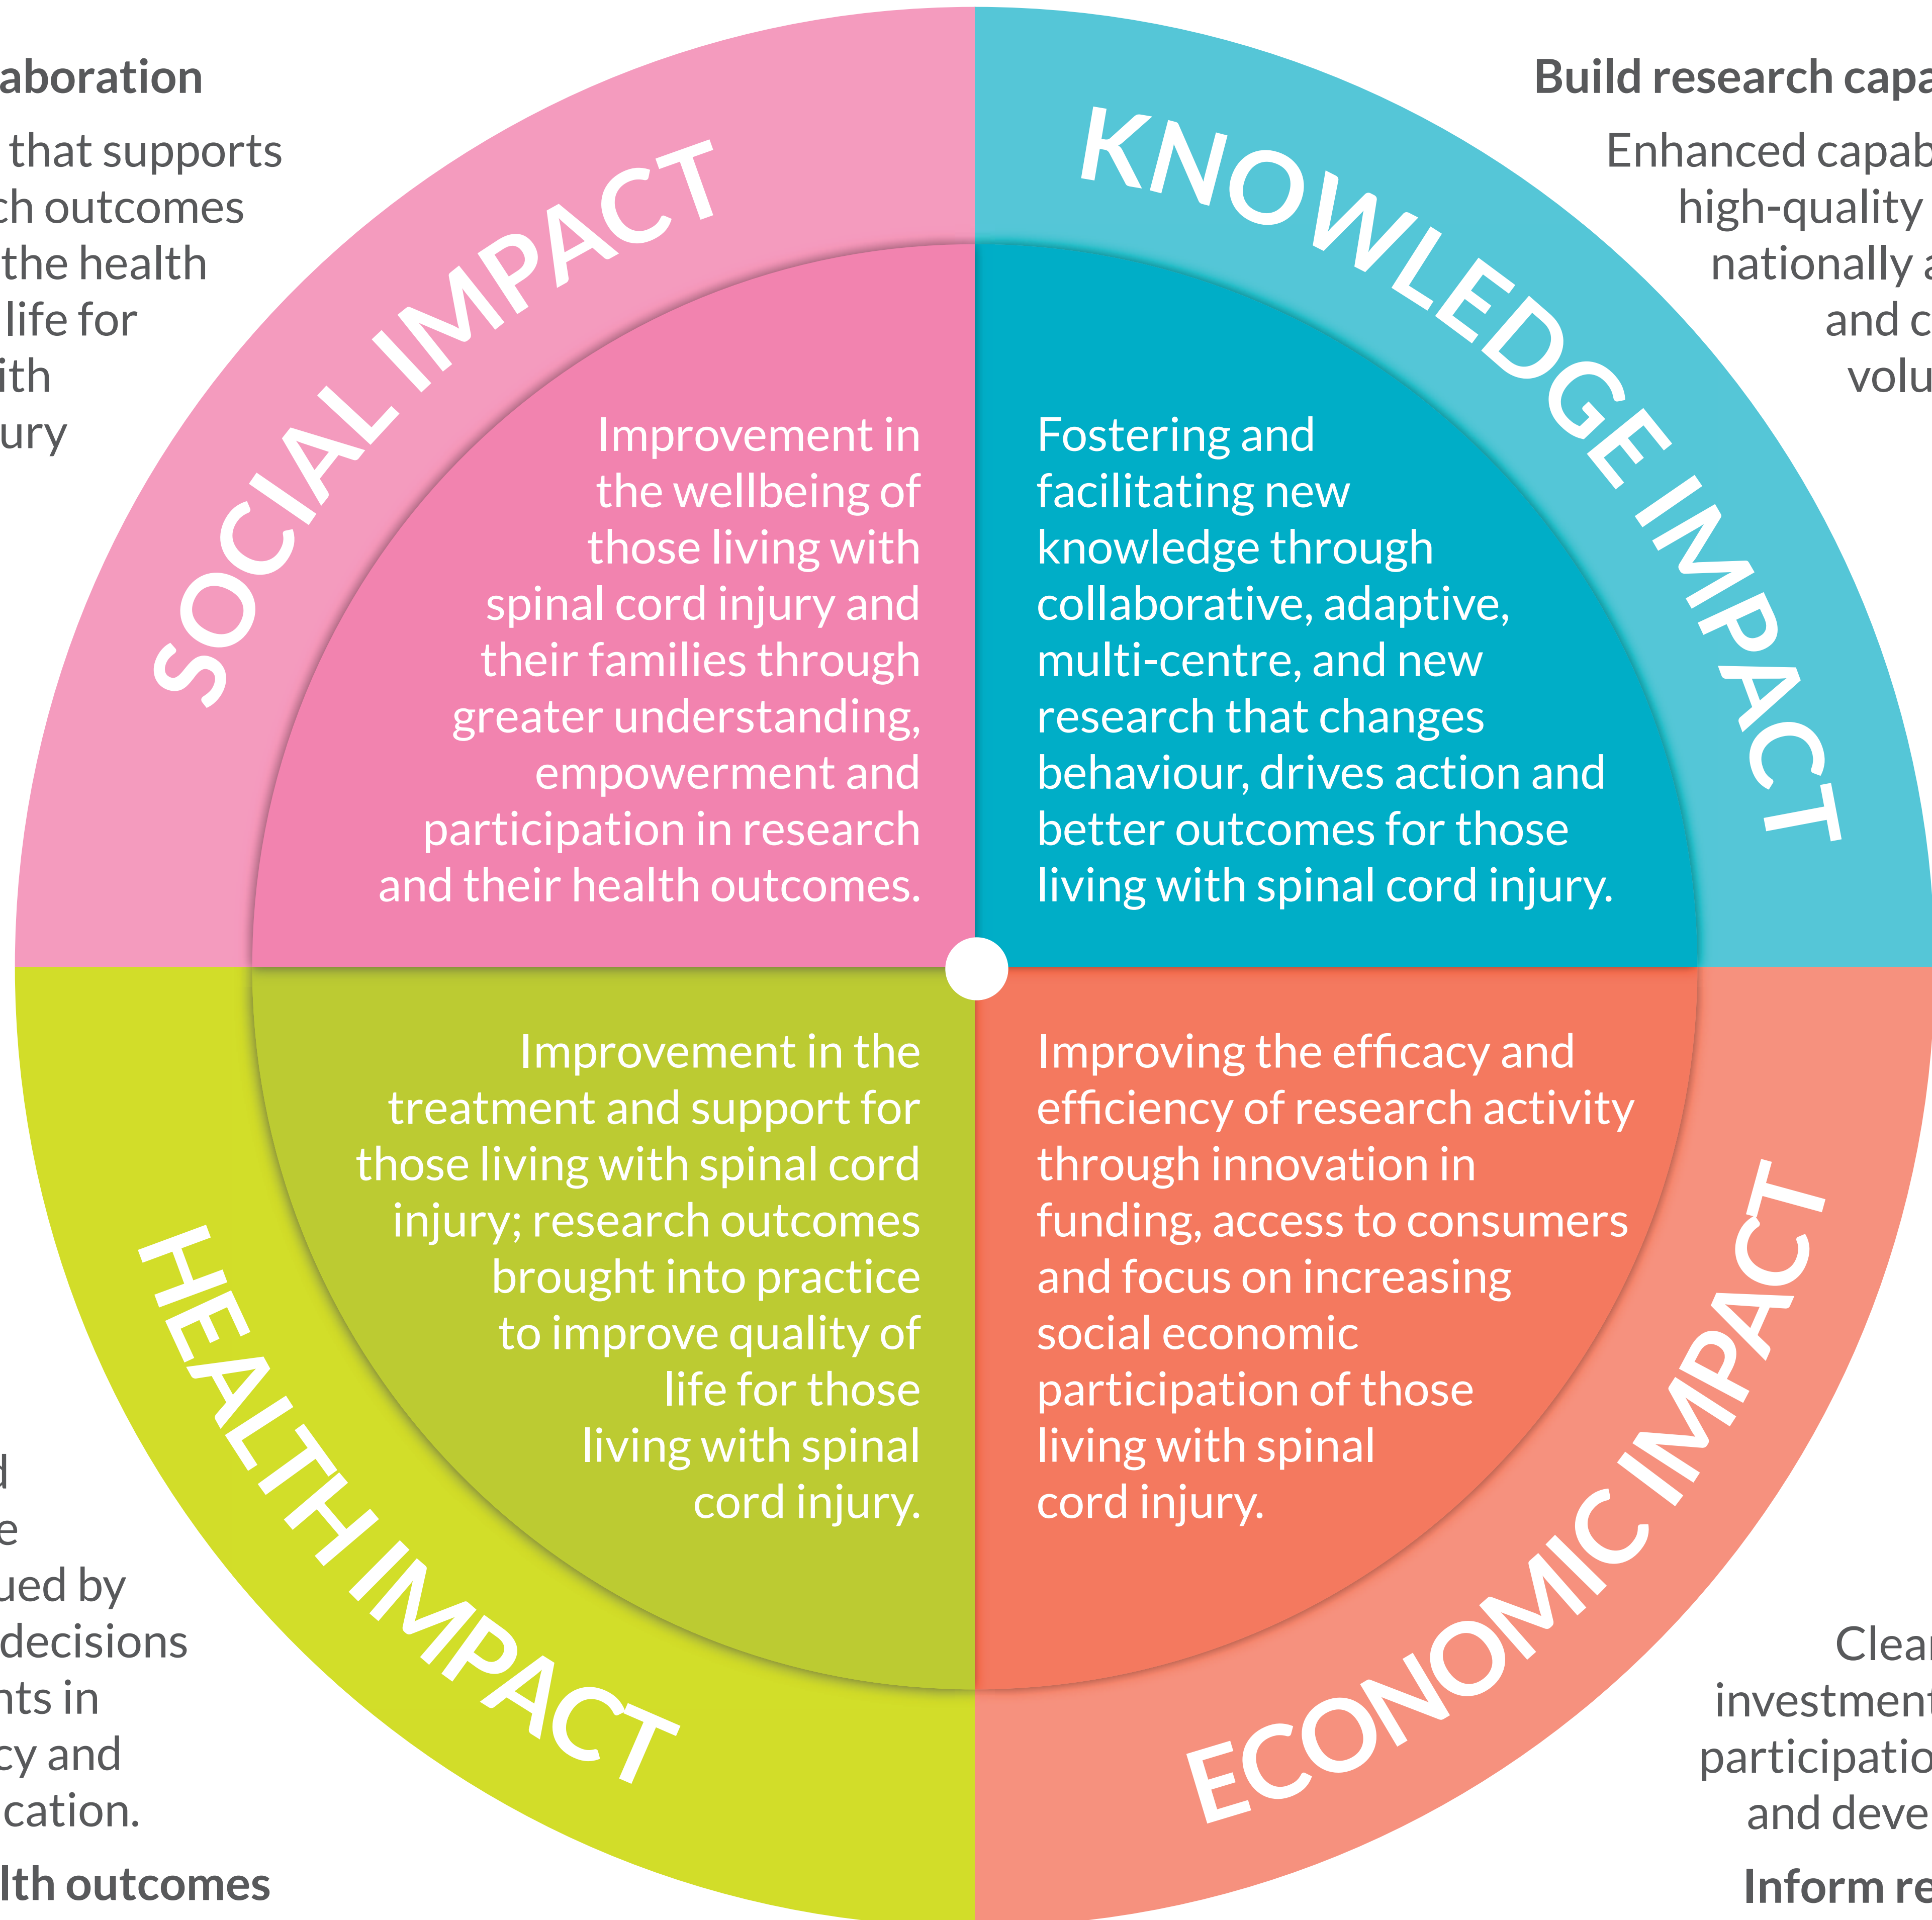 aboration
that supports
ch outcomes
the health
life for
ith
ury
Build research capa
Enhanced capab
high-quality
nationally a
and c
volu
SOCIAL IMPACT
Improvement in
the wellbeing of
those living with
spinal cord injury and
their families through
greater understanding,
empowerment and
participation in research
and their health outcomes.
KNOWLEDGE IMPACT
Fostering and
facilitating new
knowledge through
collaborative, adaptive,
multi-centre, and new
research that changes
behaviour, drives action and
better outcomes for those
living with spinal cord injury.
HEALTH IMPACT
Improvement in the
treatment and support for
those living with spinal cord
injury; research outcomes
brought into practice
to improve quality of
life for those
living with spinal
cord injury.
ECONOMIC IMPACT
Improving the efficacy and
efficiency of research activity
through innovation in
funding, access to consumers
and focus on increasing
social economic
participation of those
living with spinal
cord injury.
d
e
ued by
decisions
nts in
cy and
cation.
lth outcomes
Clear
investment
participatio
and deve
Inform re